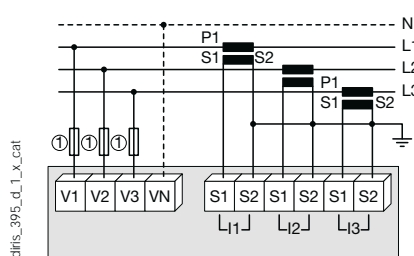 N
P1
L1
S1 S2
L2
P1
L3
S1 S2
① ① ①
V1 V2 V3 VN S1 S2 S1 S2 S1 S2
I1 I2 I3
diris_395_d_1_x_cat